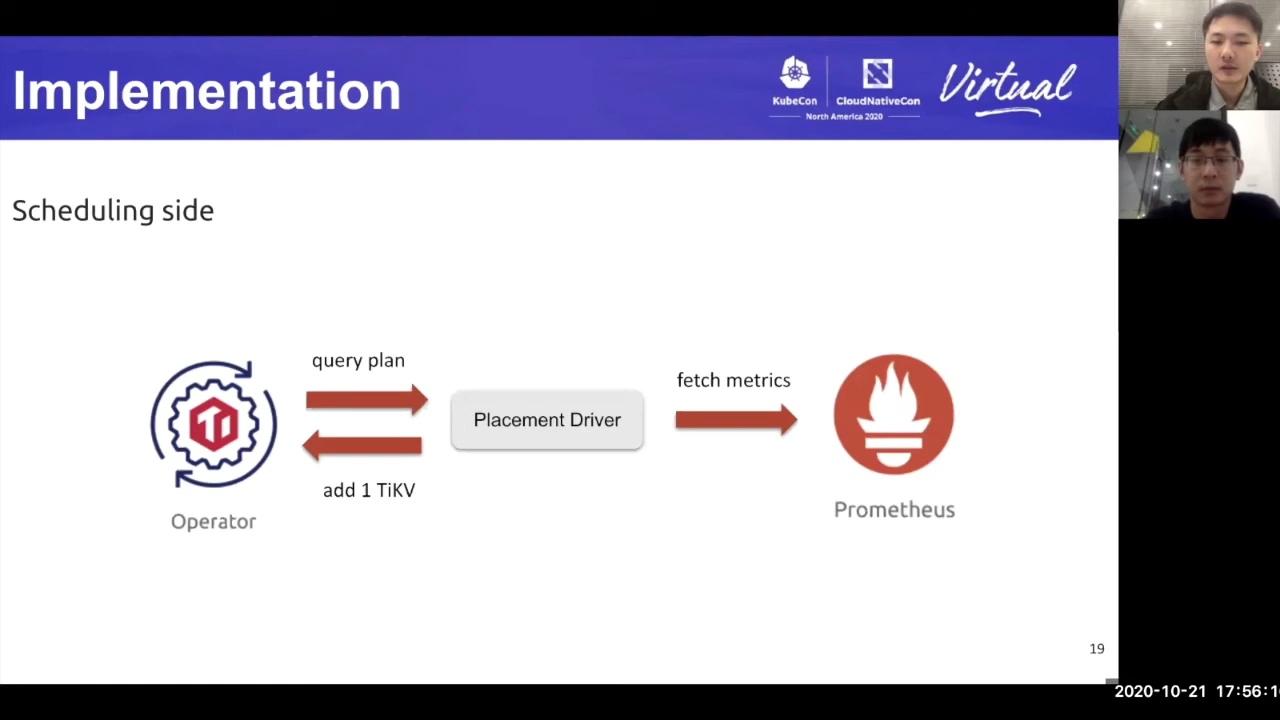 Implementation
KubeCon
CloudNativeCon
North America 2020
Virtual
Scheduling side
query plan
fetch metrics
Placement Driver
add 1 TiKV
Operator
Prometheus
19
2020-10-21 17:56:1